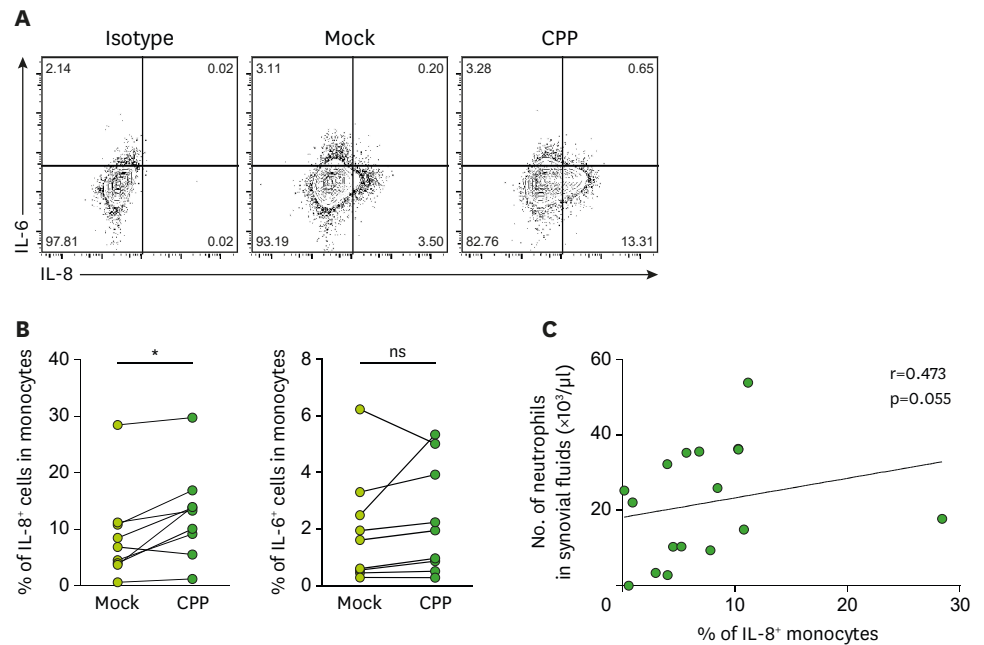 A
Isotype
Mock
CPP
2.14
0.02
3.11
0.20
3.28
0.65
97.81
0.02
93.19
3.50
82.76
13.31
IL-6
IL-8
B
% of IL-8⁺ cells in monocytes
40
30
20
10
0
*
Mock
CPP
% of IL-6⁺ cells in monocytes
8
6
4
2
0
ns
Mock
CPP
C
No. of neutrophils
in synovial fluids (×10³/μl)
60
40
20
r=0.473
p=0.055
0
10
20
30
% of IL-8⁺ monocytes